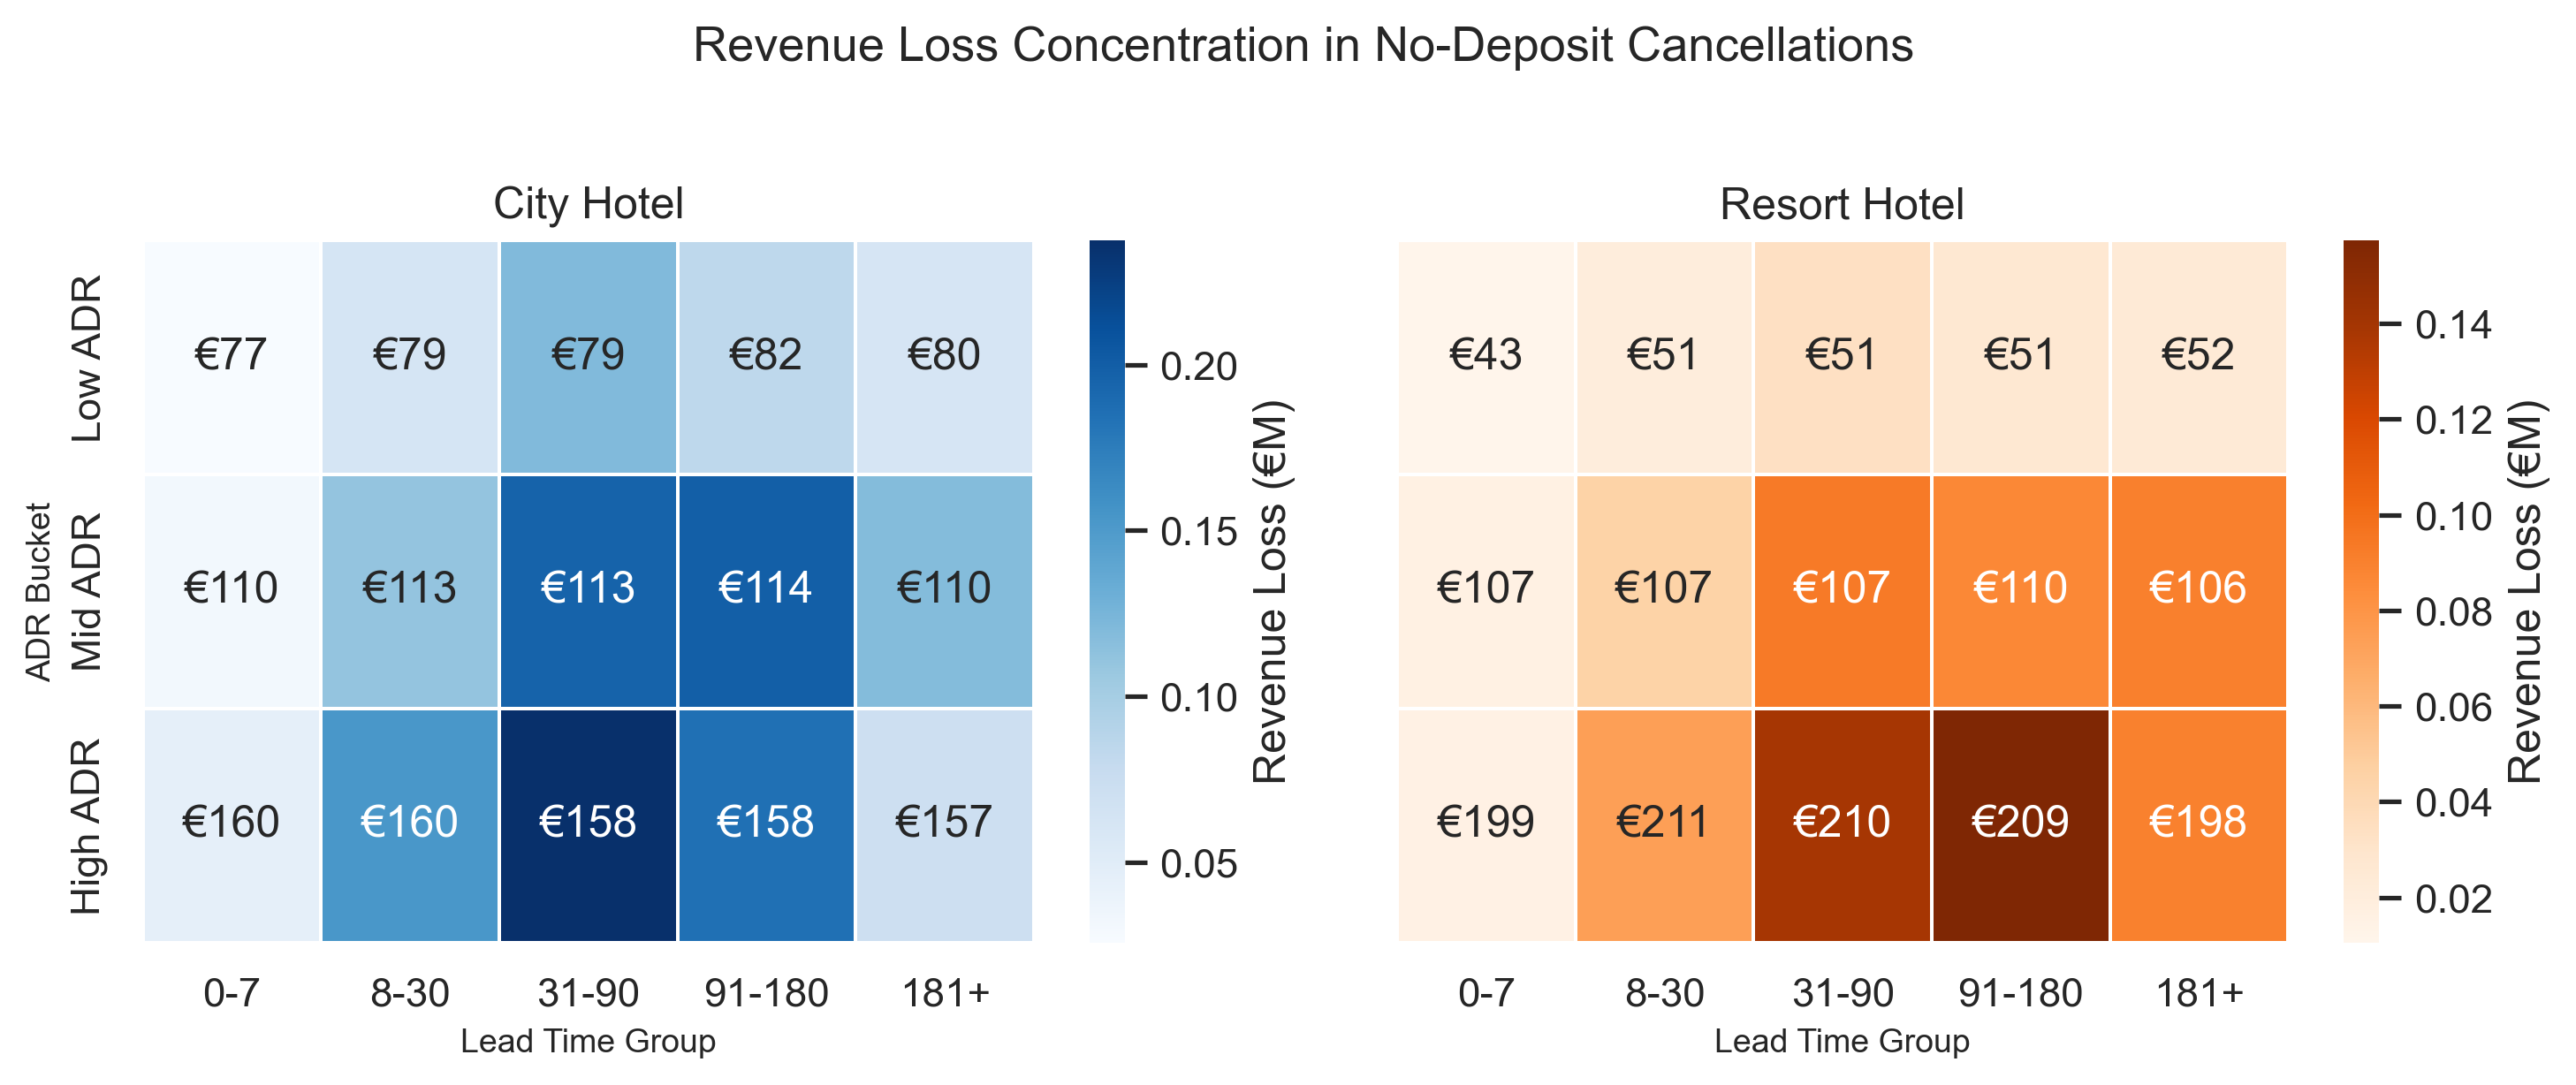 Revenue Loss Concentration in No-Deposit Cancellations
City Hotel
ADR Bucket
Low ADR
€77 €79 €79 €82 €80
Mid ADR
€110 €113 €113 €114 €110
High ADR
€160 €160 €158 €158 €157
0-7 8-30 31-90 91-180 181+
Lead Time Group
0.20
0.15
0.10
0.05
Revenue Loss (€M)
Resort Hotel
€43 €51 €51 €51 €52
€107 €107 €107 €110 €106
€199 €211 €210 €209 €198
0-7 8-30 31-90 91-180 181+
Lead Time Group
0.14
0.12
0.10
0.08
0.06
0.04
0.02
Revenue Loss (€M)